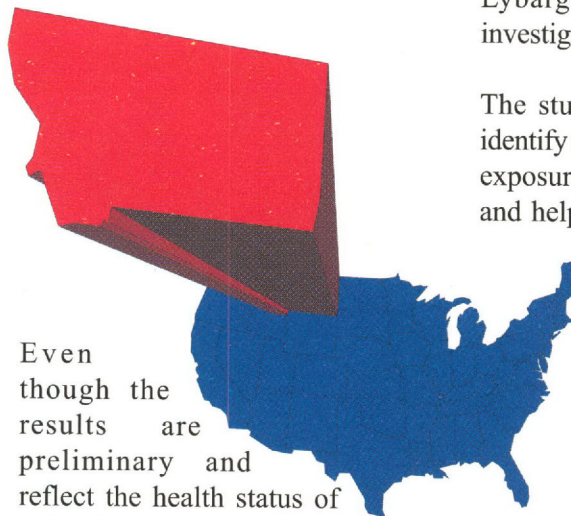 investig
The stu
identify
exposur
and help
Even
though the
results are
preliminary and
reflect the health status of